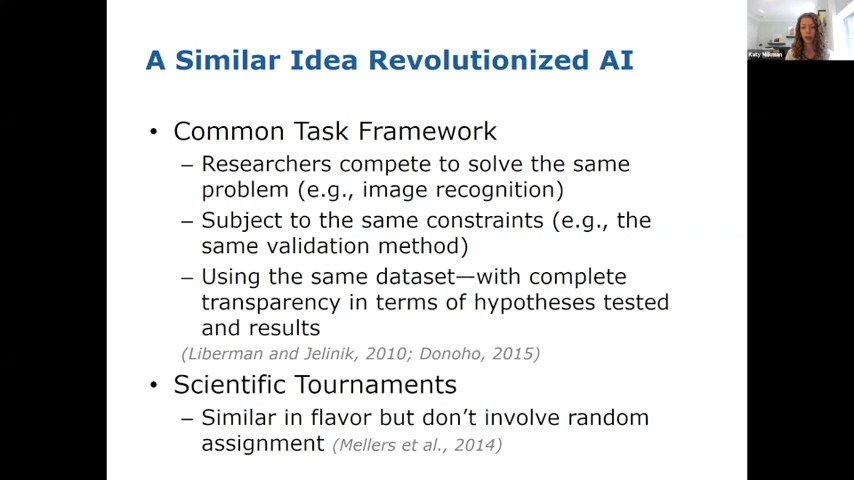 A Similar Idea Revolutionized AI
Katy Milkman
• Common Task Framework
– Researchers compete to solve the same
problem (e.g., image recognition)
– Subject to the same constraints (e.g., the
same validation method)
– Using the same dataset—with complete
transparency in terms of hypotheses tested
and results
(Liberman and Jelinik, 2010; Donoho, 2015)
• Scientific Tournaments
– Similar in flavor but don’t involve random
assignment (Mellers et al., 2014)